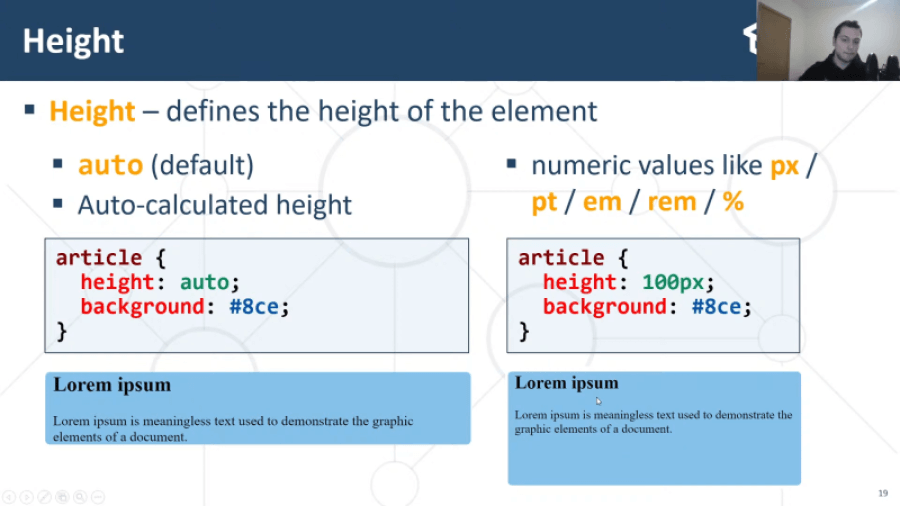 Height
▪ Height – defines the height of the element
▪ auto (default)
▪ Auto-calculated height
article {
  height: auto;
  background: #8ce;
}
Lorem ipsum
Lorem ipsum is meaningless text used to demonstrate the graphic
elements of a document.
▪ numeric values like px /
pt / em / rem / %
article {
  height: 100px;
  background: #8ce;
}
Lorem ipsum
Lorem ipsum is meaningless text used to demonstrate the
graphic elements of a document.
19